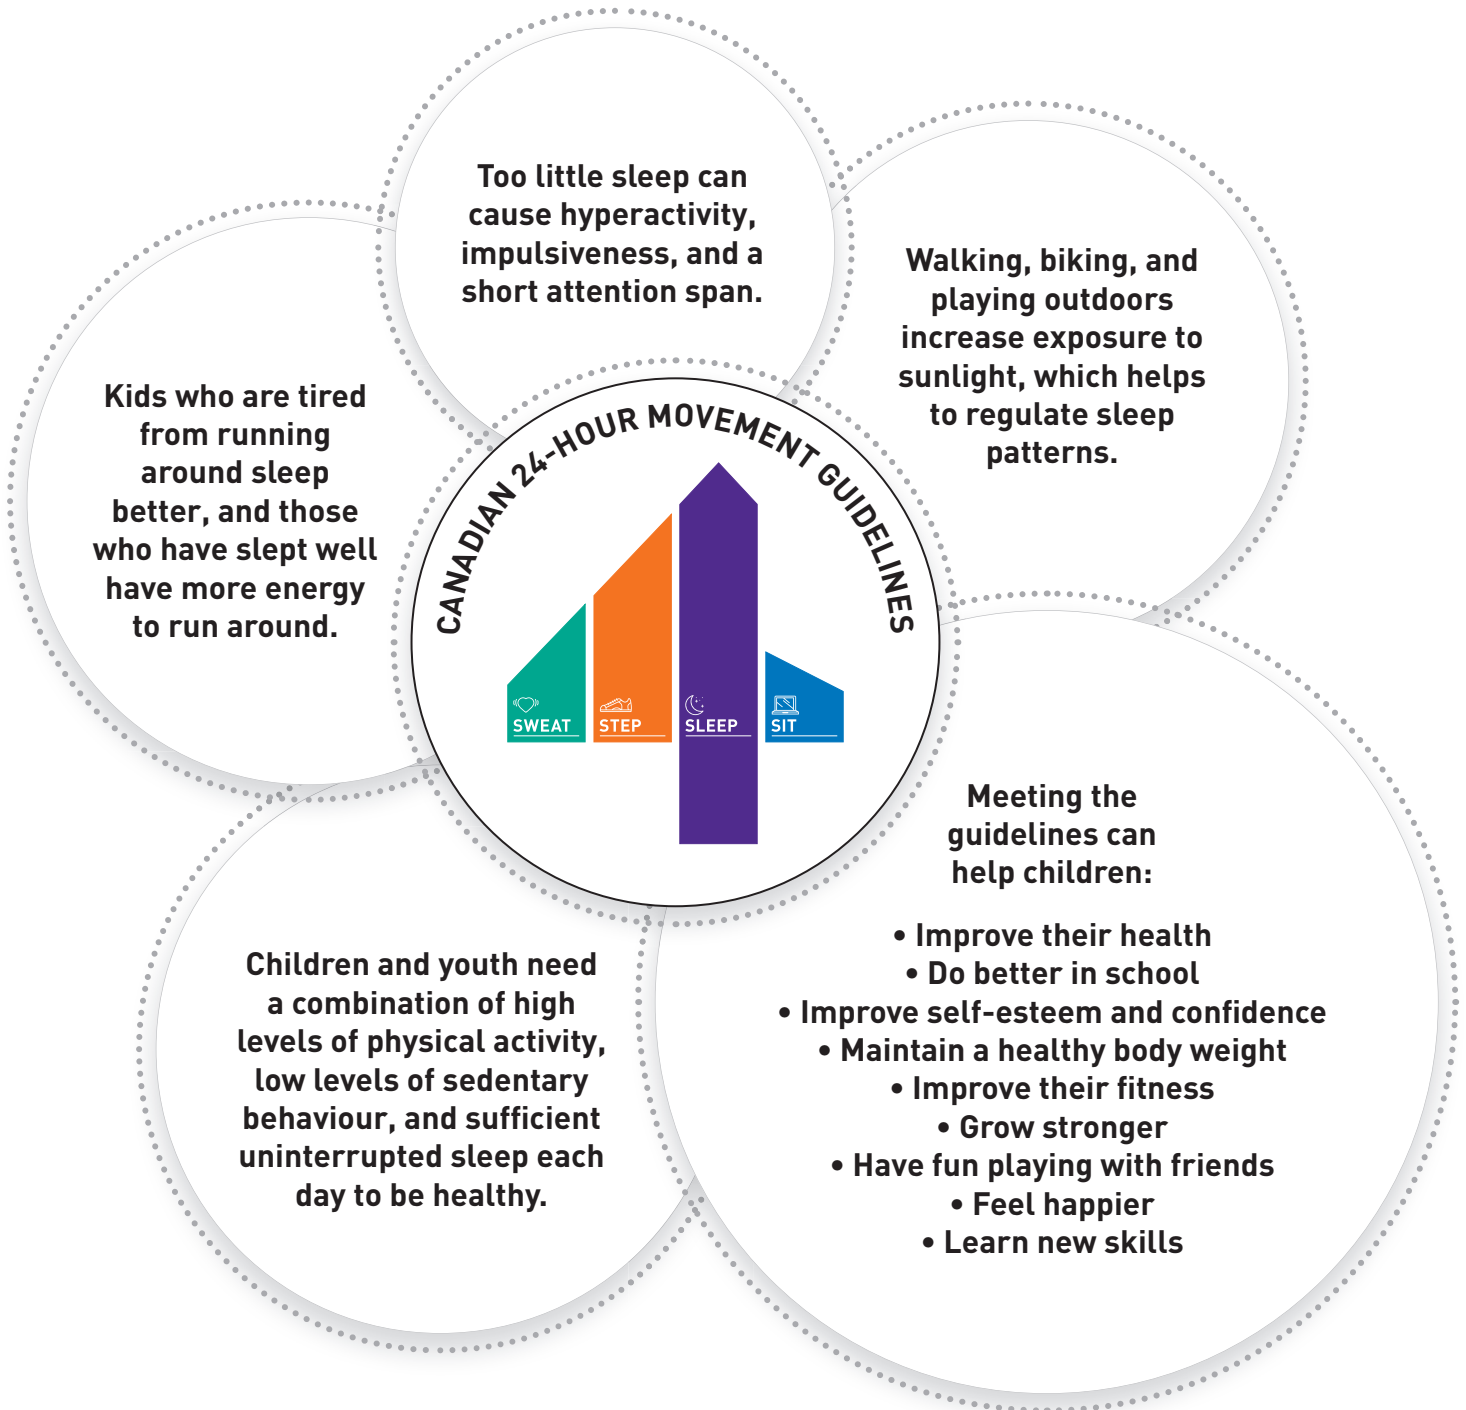 Too little sleep can
cause hyperactivity,
impulsiveness, and a
short attention span.
Walking, biking, and
playing outdoors
increase exposure to
sunlight, which helps
to regulate sleep
patterns.
Kids who are tired
from running
around sleep
better, and those
who have slept well
have more energy
to run around.
CANADIAN 24-HOUR MOVEMENT GUIDELINES
SWEAT
STEP
SLEEP
SIT
Meeting the
guidelines can
help children:
• Improve their health
• Do better in school
• Improve self-esteem and confidence
• Maintain a healthy body weight
• Improve their fitness
• Grow stronger
• Have fun playing with friends
• Feel happier
• Learn new skills
Children and youth need
a combination of high
levels of physical activity,
low levels of sedentary
behaviour, and sufficient
uninterrupted sleep each
day to be healthy.